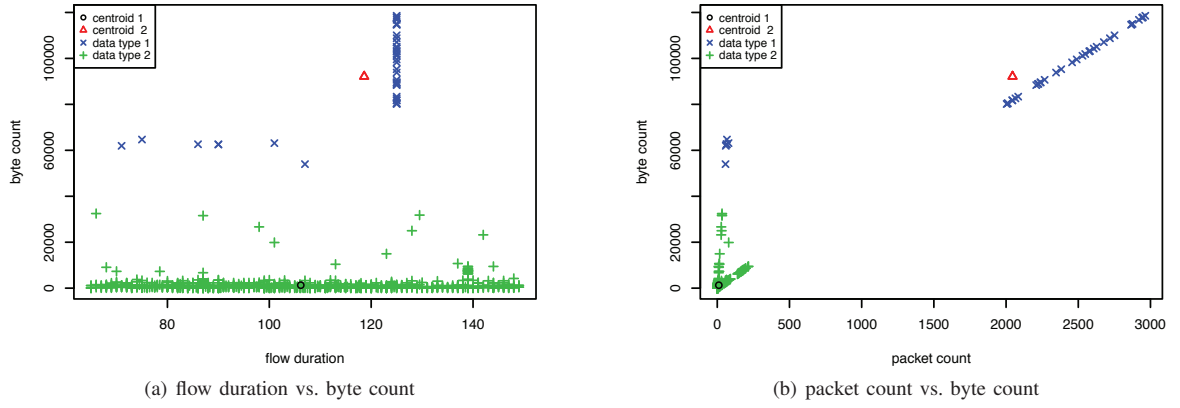 centroid 1
centroid 2
data type 1
data type 2
byte count
100000
60000
20000
0
80
100
120
140
flow duration
(a) flow duration vs. byte count
centroid 1
centroid 2
data type 1
data type 2
byte count
100000
60000
20000
0
0
500
1000
1500
2000
2500
3000
packet count
(b) packet count vs. byte count